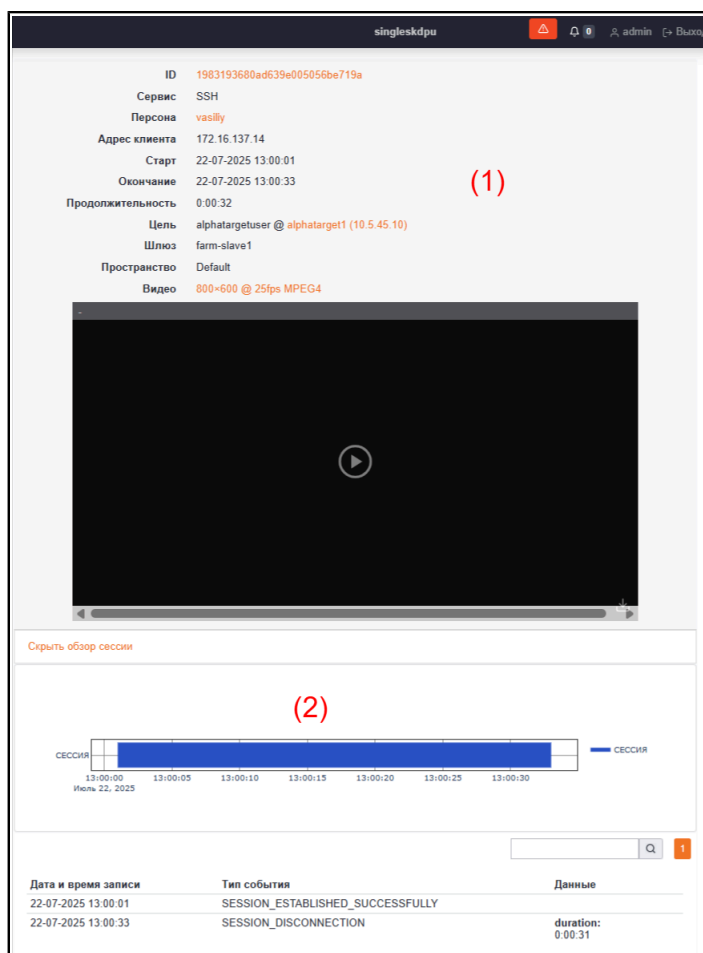 singleskdpu
0
admin
Выход
ID 1983193680ad639e005056be719a
Сервис SSH
Персона vasiliy
Адрес клиента 172.16.137.14
Старт 22-07-2025 13:00:01
Окончание 22-07-2025 13:00:33
Продолжительность 0:00:32
Цель alphatargetuser @ alphatarget1 (10.5.45.10)
Шлюз farm-slave1
Пространство Default
Видео 800×600 @ 25fps MPEG4
(1)
-
Скрыть обзор сессии
(2)
СЕССИЯ
СЕССИЯ
13:00:00 13:00:05 13:00:10 13:00:15 13:00:20 13:00:25 13:00:30
Июль 22, 2025
1
Дата и время записи Тип события Данные
22-07-2025 13:00:01 SESSION_ESTABLISHED_SUCCESSFULLY
22-07-2025 13:00:33 SESSION_DISCONNECTION duration:
0:00:31